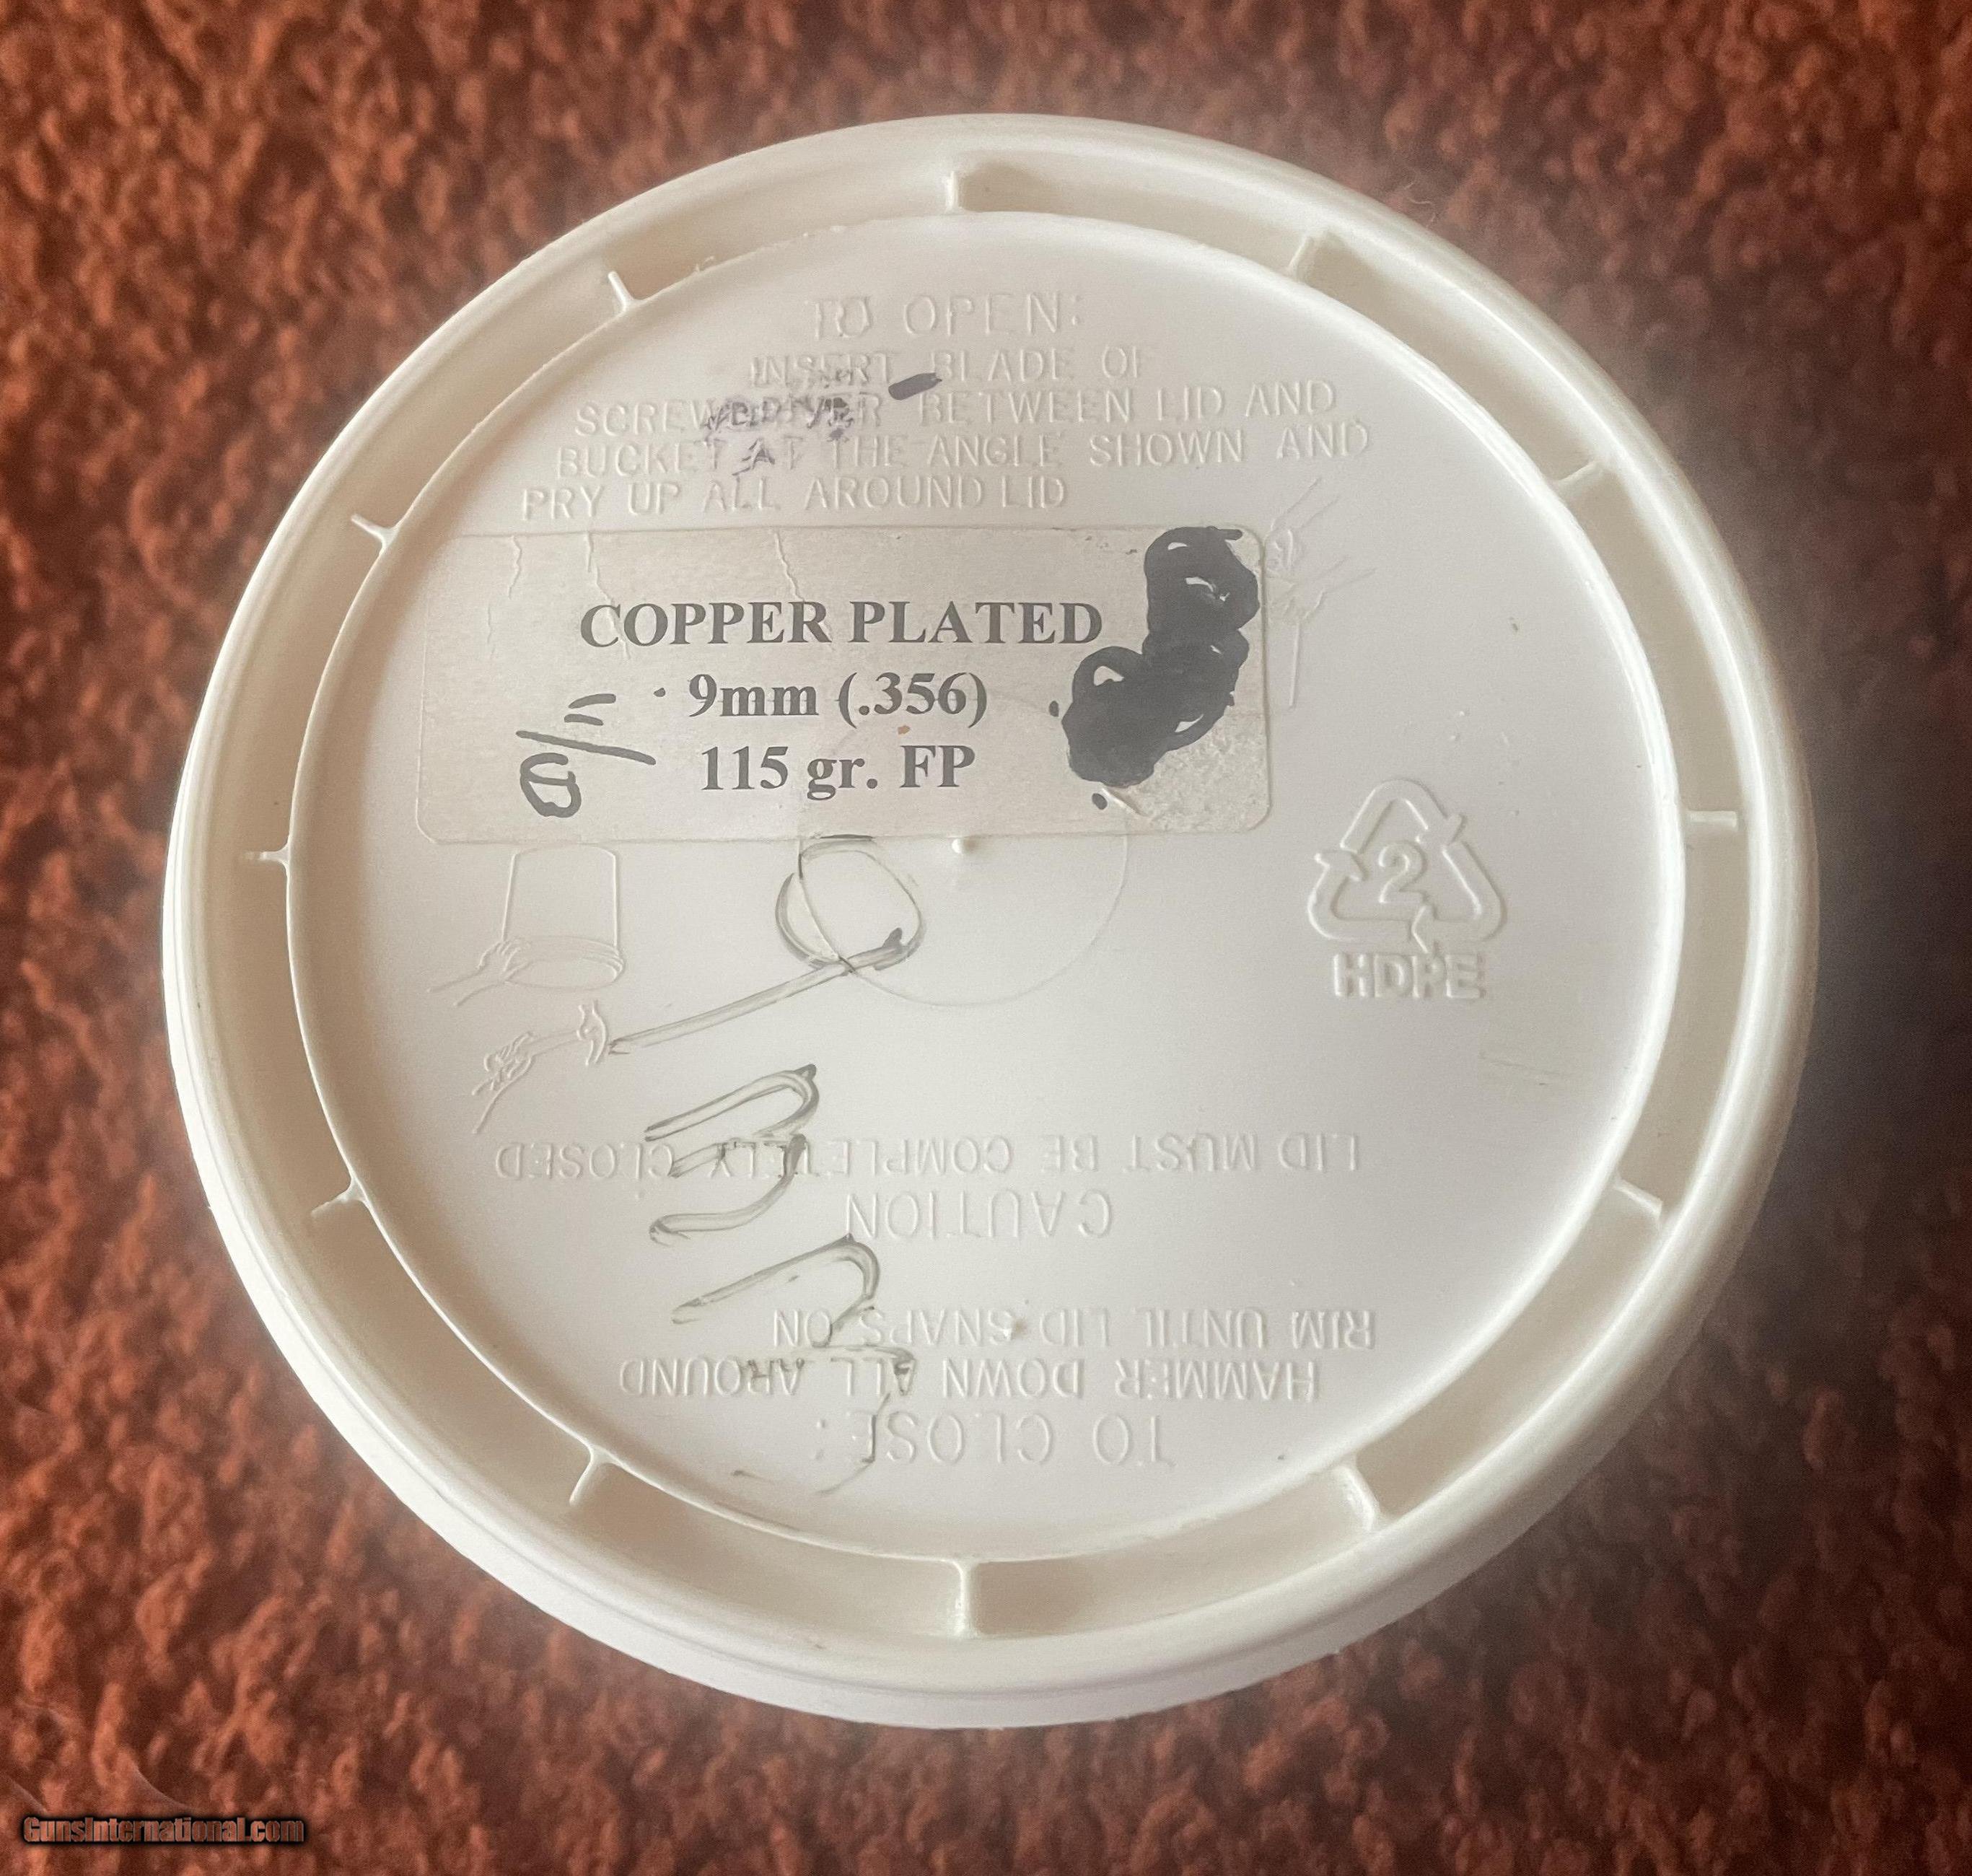 TO OPEN:
INSERT BLADE OF
SCREWDRIVER BETWEEN LID AND
BUCKET AT THE ANGLE SHOWN AND
PRY UP ALL AROUND LID
COPPER PLATED
9mm (.356)
115 gr. FP
2
HDPE
TO CLOSE:
HAMMER DOWN ALL AROUND
RIM UNTIL LID SNAPS ON
CAUTION
LID MUST BE COMPLETELY CLOSED
GunsInternational.com